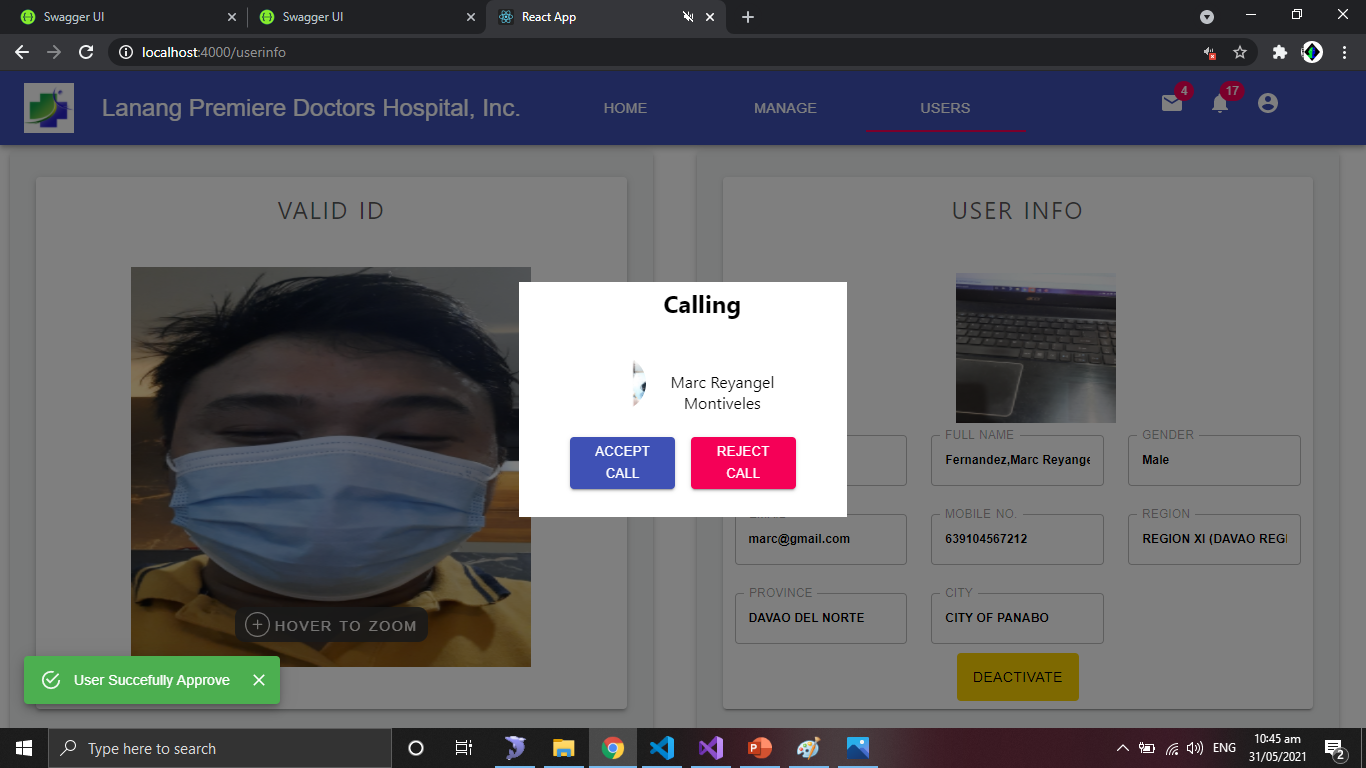 Swagger UI
Swagger UI
React App
localhost:4000/userinfo
Lanang Premiere Doctors Hospital, Inc.
HOME
MANAGE
USERS
4
17
VALID ID
USER INFO
Calling
Marc Reyangel
Montiveles
ACCEPT
CALL
REJECT
CALL
FULL NAME
Fernandez,Marc Reyange
GENDER
Male
marc@gmail.com
MOBILE NO.
639104567212
REGION
REGION XI (DAVAO REGI
PROVINCE
DAVAO DEL NORTE
CITY
CITY OF PANABO
HOVER TO ZOOM
User Succefully Approve
DEACTIVATE
Type here to search
ENG
10:45 am
31/05/2021
2